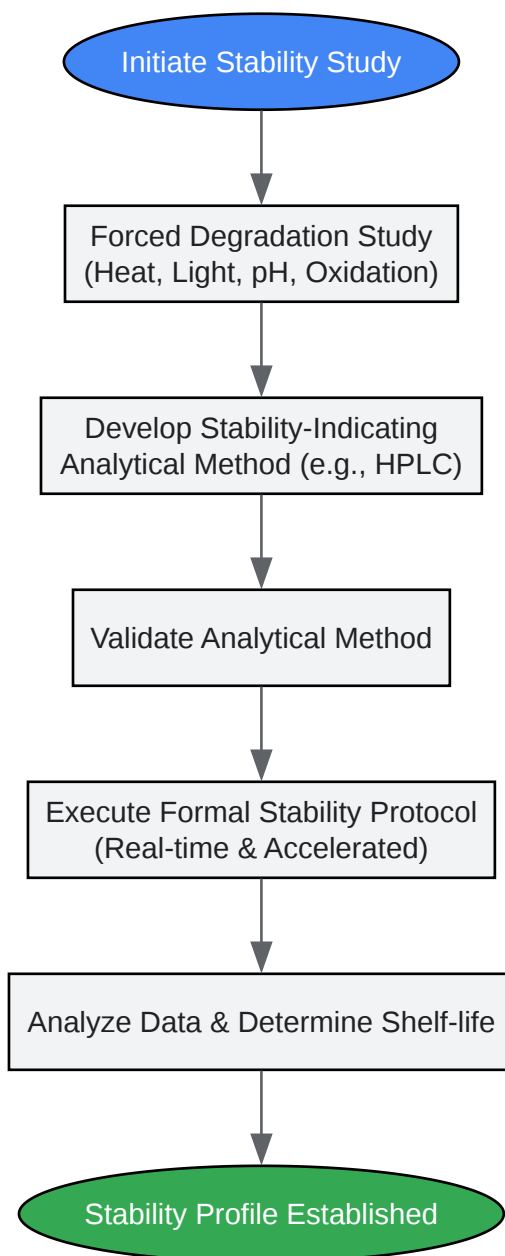 Initiate Stability Study
Forced Degradation Study
(Heat, Light, pH, Oxidation)
Develop Stability-Indicating
Analytical Method (e.g., HPLC)
Validate Analytical Method
Execute Formal Stability Protocol
(Real-time & Accelerated)
Analyze Data & Determine Shelf-life
Stability Profile Established